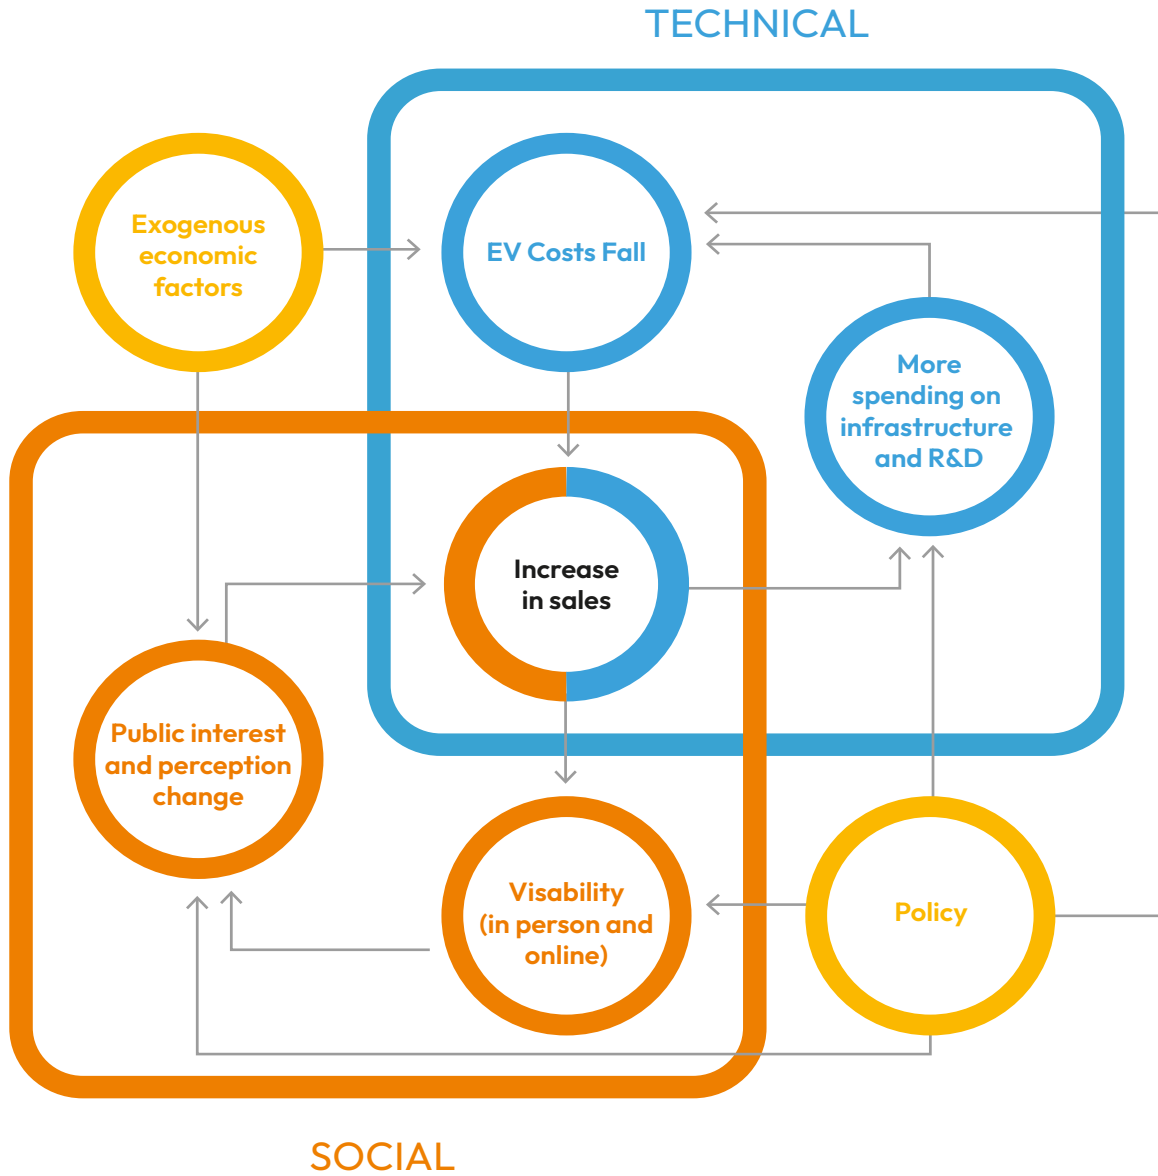 TECHNICAL
Exogenous
economic
factors
EV Costs Fall
More
spending on
infrastructure
and R&D
Increase
in sales
Public interest
and perception
change
Visability
(in person and
online)
Policy
SOCIAL